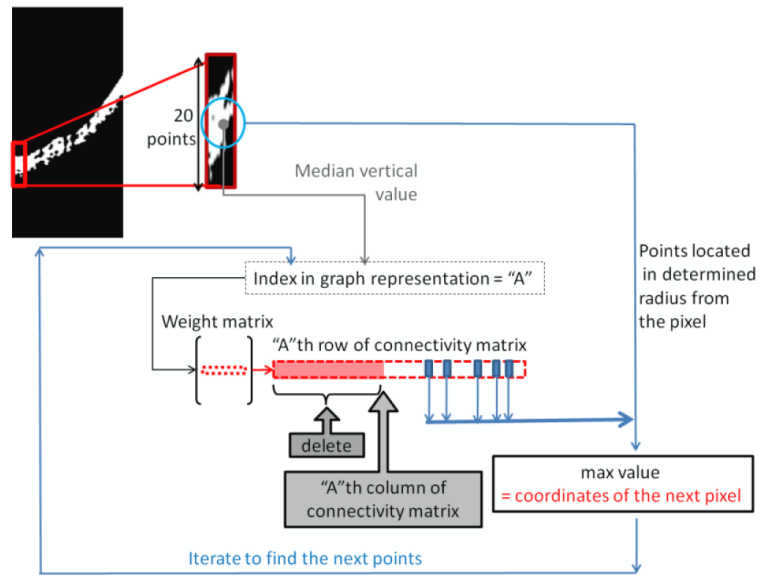 20
points
Median vertical
value
Points located
in determined
radius from
the pixel
Index in graph representation = “A”
Weight matrix
“A”th row of connectivity matrix
delete
“A”th column of
connectivity matrix
max value
= coordinates of the next pixel
Iterate to find the next points